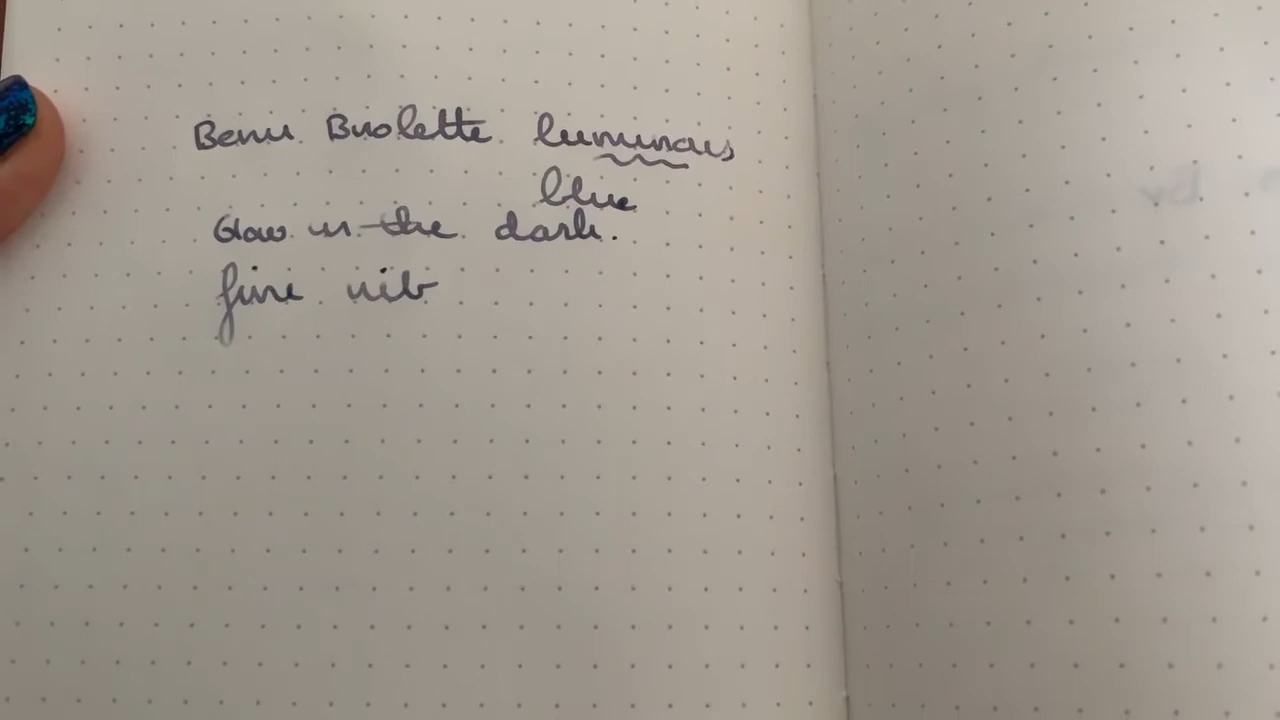 Benu Briolette luminous
blue
Glow in the dark.
fine nib